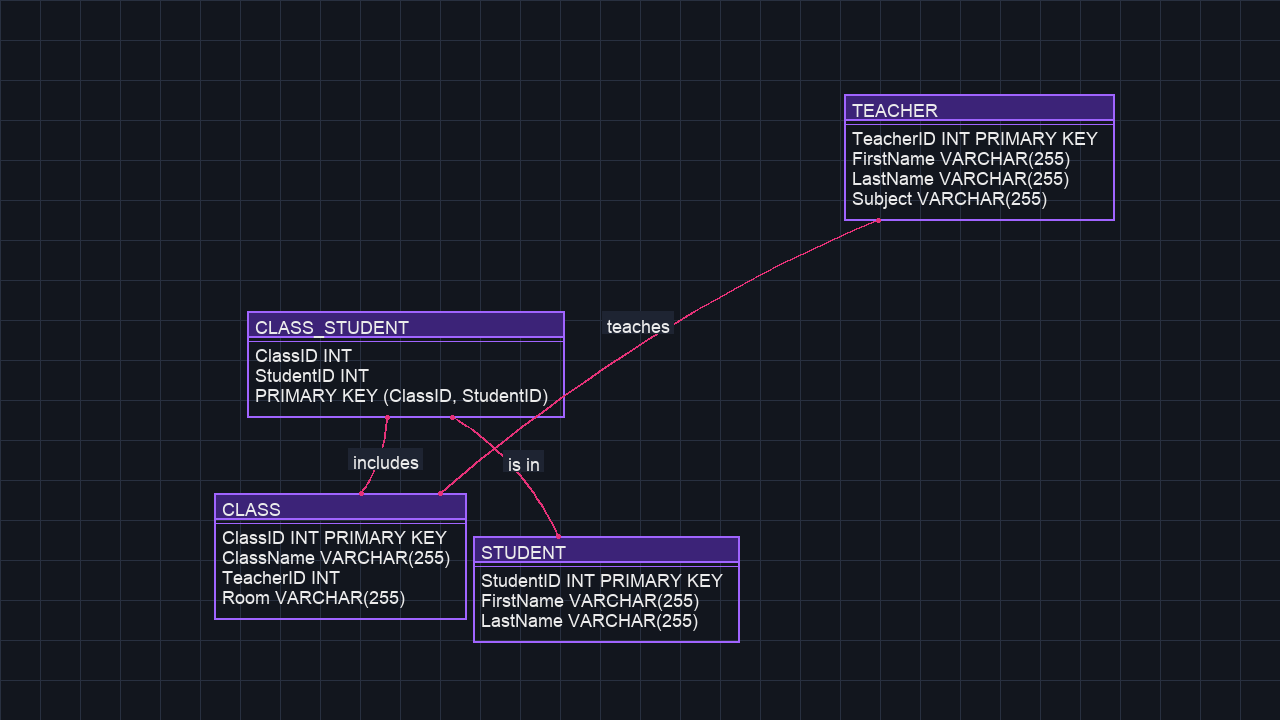 TEACHER
TeacherID INT PRIMARY KEY
FirstName VARCHAR(255)
LastName VARCHAR(255)
Subject VARCHAR(255)
teaches
CLASS_STUDENT
ClassID INT
StudentID INT
PRIMARY KEY (ClassID, StudentID)
includes
is in
CLASS
ClassID INT PRIMARY KEY
ClassName VARCHAR(255)
TeacherID INT
Room VARCHAR(255)
STUDENT
StudentID INT PRIMARY KEY
FirstName VARCHAR(255)
LastName VARCHAR(255)